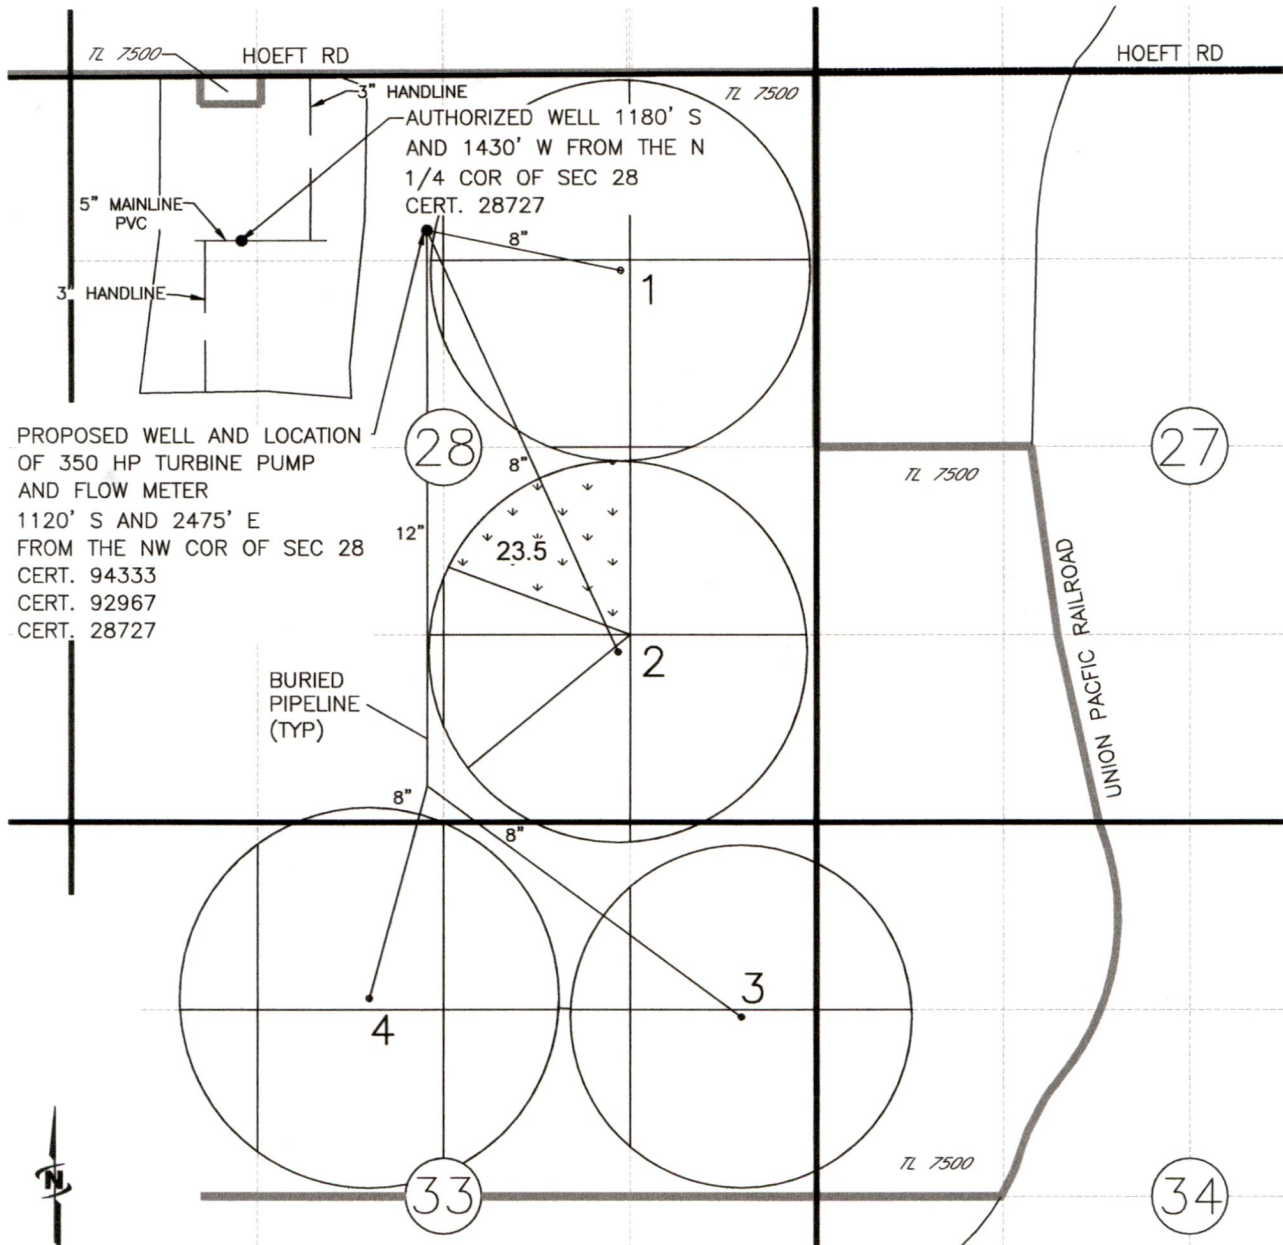 TL 7500
HOEFT RD
HOEFT RD
3" HANDLINE
TL 7500
AUTHORIZED WELL 1180' S
AND 1430' W FROM THE N
1/4 COR OF SEC 28
CERT. 28727
5" MAINLINE
PVC
8"
1
3" HANDLINE
PROPOSED WELL AND LOCATION
OF 350 HP TURBINE PUMP
AND FLOW METER
1120' S AND 2475' E
FROM THE NW COR OF SEC 28
CERT. 94333
CERT. 92967
CERT. 28727
28
27
8"
TL 7500
12"
23.5
UNION PACFIC RAILROAD
2
BURIED
PIPELINE
(TYP)
8"
8"
3
4
TL 7500
N
33
34